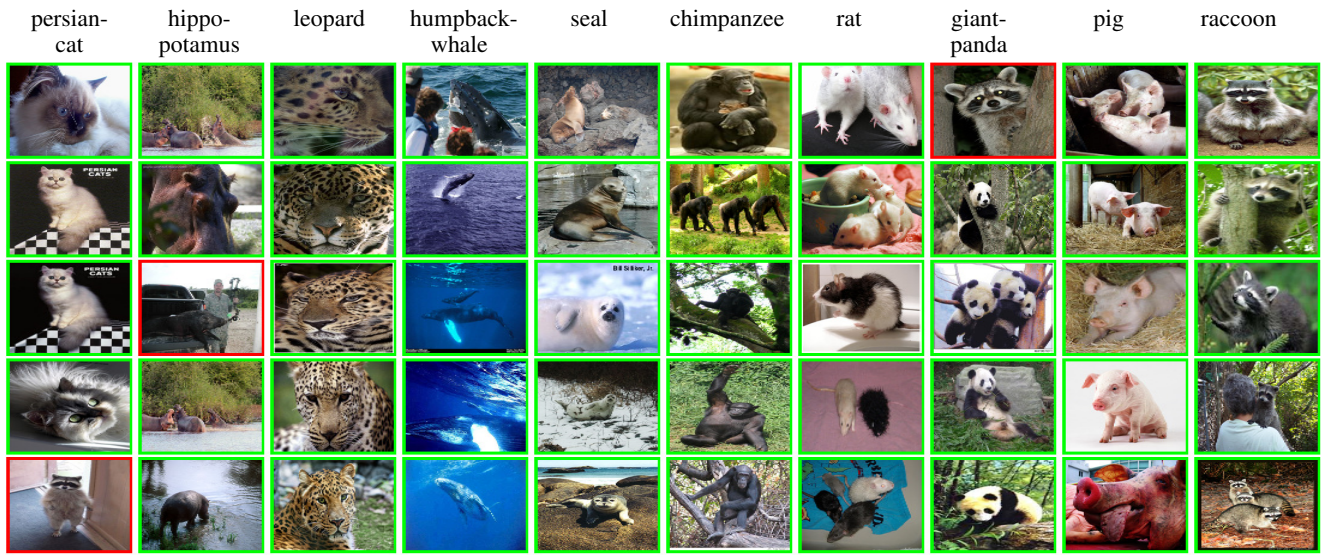 persian-
cat
hippo-
potamus
leopard
humpback-
whale
seal
chimpanzee
rat
giant-
panda
pig
raccoon
PERSIAN
CATS
PERSIAN
CATS
Bill Silliker, Jr.